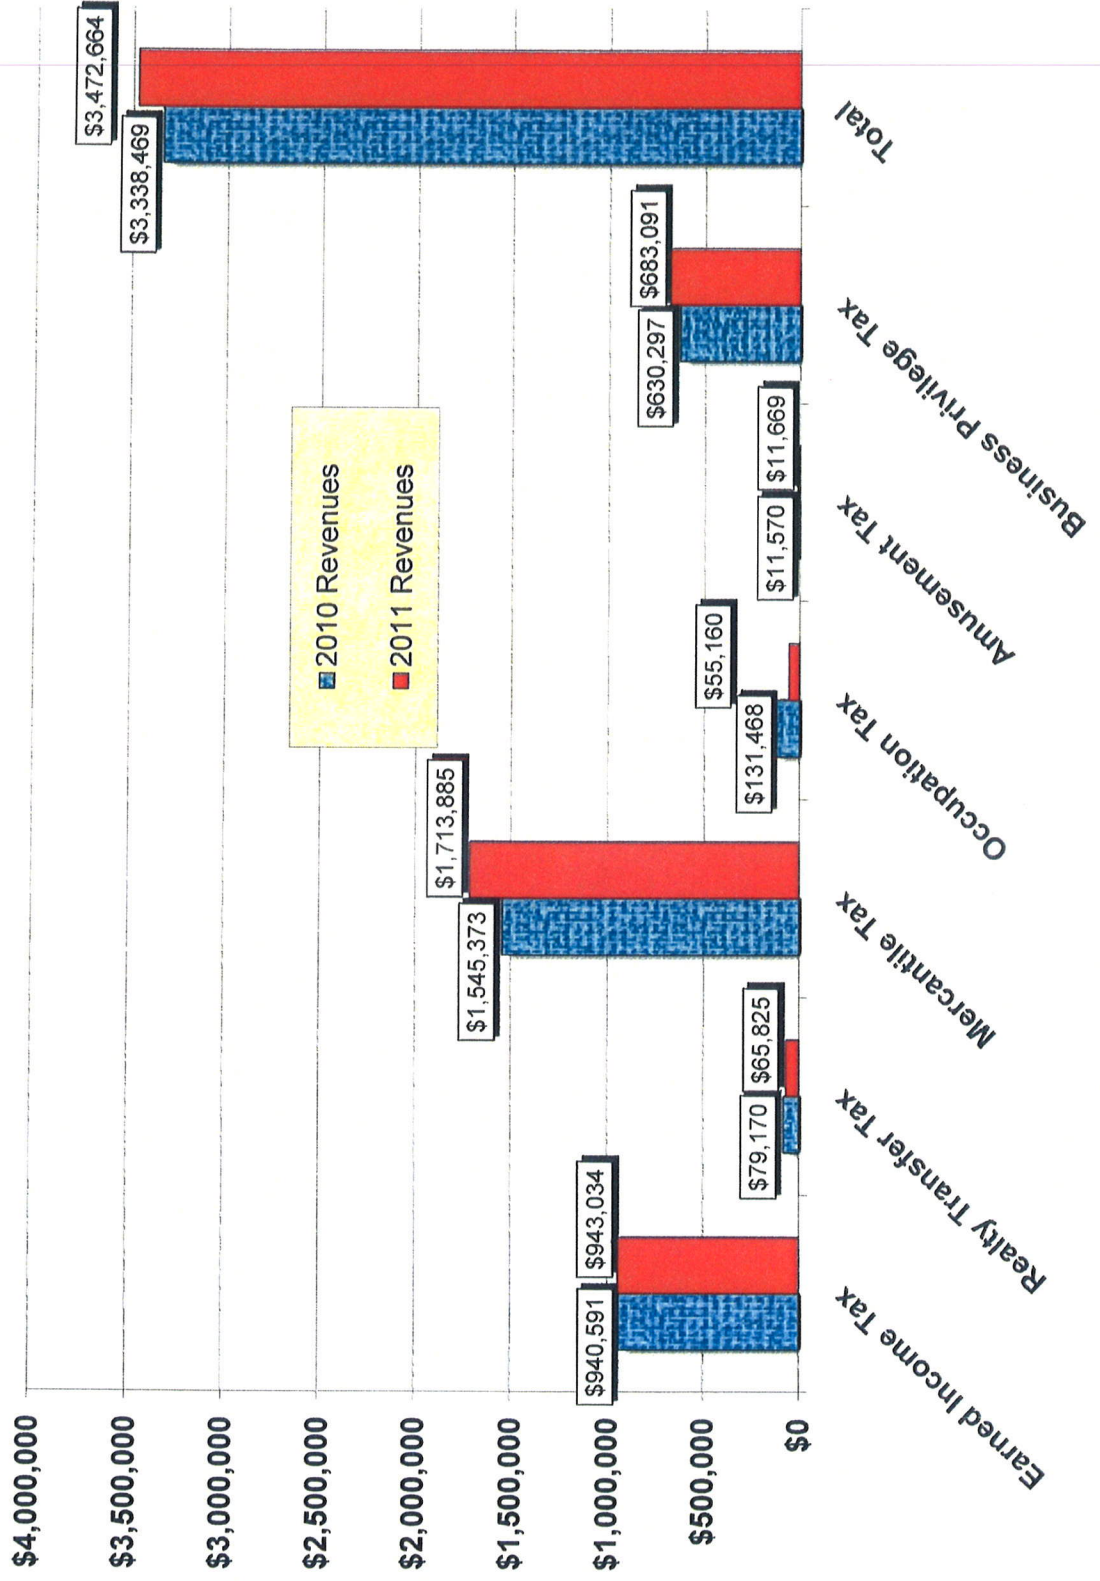 $4,000,000
$3,500,000
$3,000,000
$2,500,000
$2,000,000
$1,500,000
$1,000,000
$500,000
$0
2010 Revenues
2011 Revenues
$940,591
$943,034
$79,170
$65,825
$1,545,373
$1,713,885
$131,468
$55,160
$11,570
$11,669
$630,297
$683,091
$3,338,469
$3,472,664
Earned Income Tax
Realty Transfer Tax
Mercantile Tax
Occupation Tax
Amusement Tax
Business Privilege Tax
Total